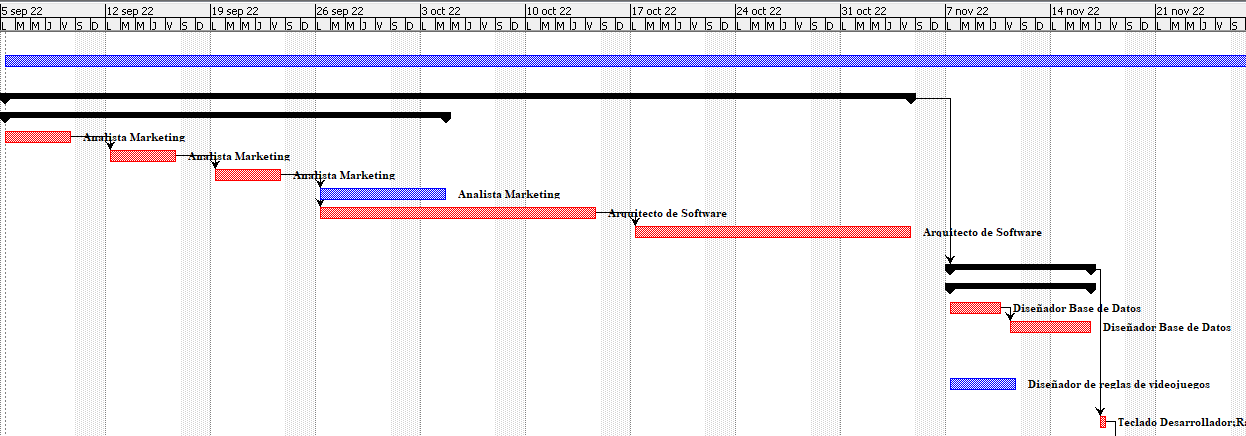 5 sep 22 12 sep 22 19 sep 22 26 sep 22 3 oct 22 10 oct 22 17 oct 22 24 oct 22 31 oct 22 7 nov 22 14 nov 22 21 nov 22
L M M J V S D L M M J V S D L M M J V S D L M M J V S D L M M J V S D L M M J V S D L M M J V S D L M M J V S D L M M J V S D L M M J V S D L M M J V S D L M M J V S
Analista Marketing
Analista Marketing
Analista Marketing
Analista Marketing
Arquitecto de Software
Arquitecto de Software
Diseñador Base de Datos
Diseñador Base de Datos
Diseñador de reglas de videojuegos
Teclado Desarrollador;Ra